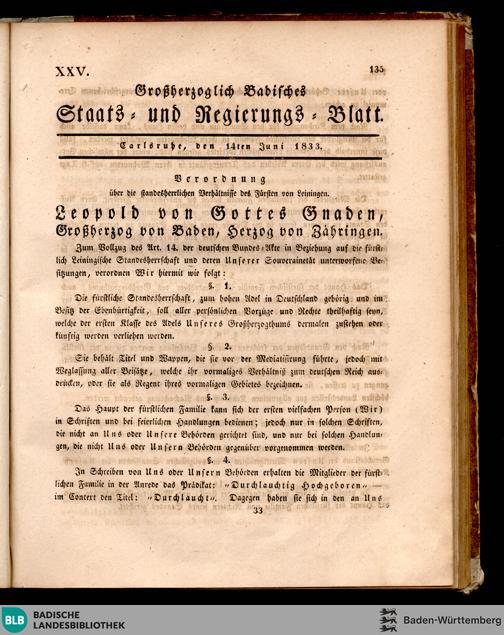 XXV. 135
Großherzoglich Badisches
Staats- und Regierungs-Blatt.
Carlsruhe, den 14ten Juni 1833.
Verordnung
über die standesherrlichen Verhältnisse des Fürsten von Leiningen.
Leopold von Gottes Gnaden,
Großherzog von Baden, Herzog von Zähringen.
Zum Vollzug des Art. 14. der deutschen Bundes-Akte in Beziehung auf die fürst-
lich Leiningische Standesherrschaft und deren Unserer Souverainetät unterworfene Be-
sitzungen, verordnen Wir hiermit wie folgt:
§. 1.
Die fürstliche Standesherrschaft, zum hohen Adel in Deutschland gehörig und im
Besitz der Ebenbürtigkeit, soll aller persönlichen Vorzüge und Rechte theilhaftig seyn,
welche der ersten Klasse des Adels Unseres Großherzogthums dermalen zustehen oder
künftig werden verliehen werden.
§. 2.
Sie behält Titel und Wappen, die sie vor der Mediatisirung führte, jedoch mit
Weglassung aller Beisätze, welche ihr vormaliges Verhältniß zum deutschen Reich aus-
drücken, oder sie als Regent ihres vormaligen Gebietes bezeichnen.
§. 3.
Das Haupt der fürstlichen Familie kann sich der ersten vielfachen Person (Wir)
in Schriften und bei feierlichen Handlungen bedienen; jedoch nur in solchen Schriften,
die nicht an Uns oder Unsere Behörden gerichtet sind, und nur bei solchen Handlun-
gen, die nicht Uns oder Unsern Behörden gegenüber vorgenommen werden.
§. 4.
In Schreiben von Uns oder Unsern Behörden erhalten die Mitglieder der fürst-
lichen Familie in der Anrede das Prädikat: „Durchlauchtig Hochgeboren“ —
im Context den Titel: „Durchlaucht“. Dagegen haben sie sich in den an Uns
33
BLB BADISCHE
LANDESBIBLIOTHEK
Baden-Württemberg